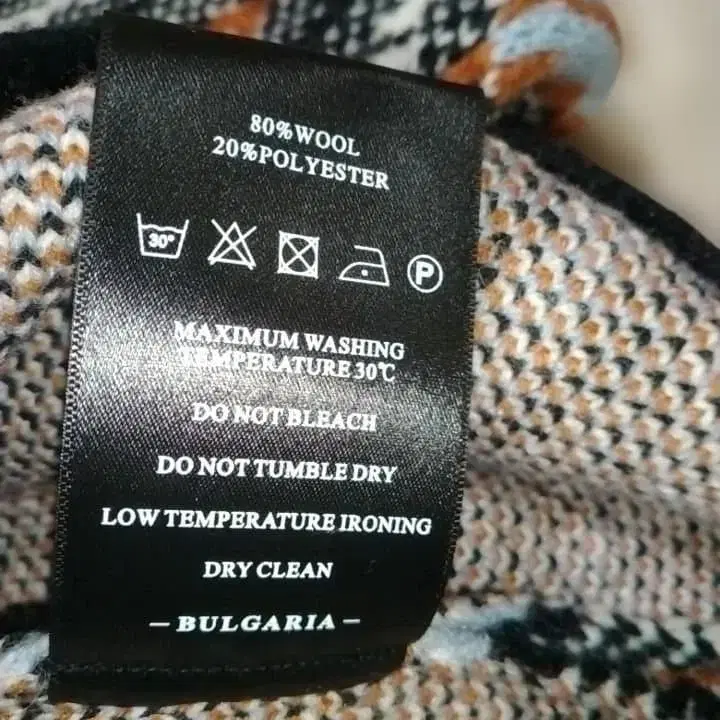 80%WOOL
20%POLYESTER
30°
P
MAXIMUM WASHING
TEMPERATURE 30℃
DO NOT BLEACH
DO NOT TUMBLE DRY
LOW TEMPERATURE IRONING
DRY CLEAN
– BULGARIA –